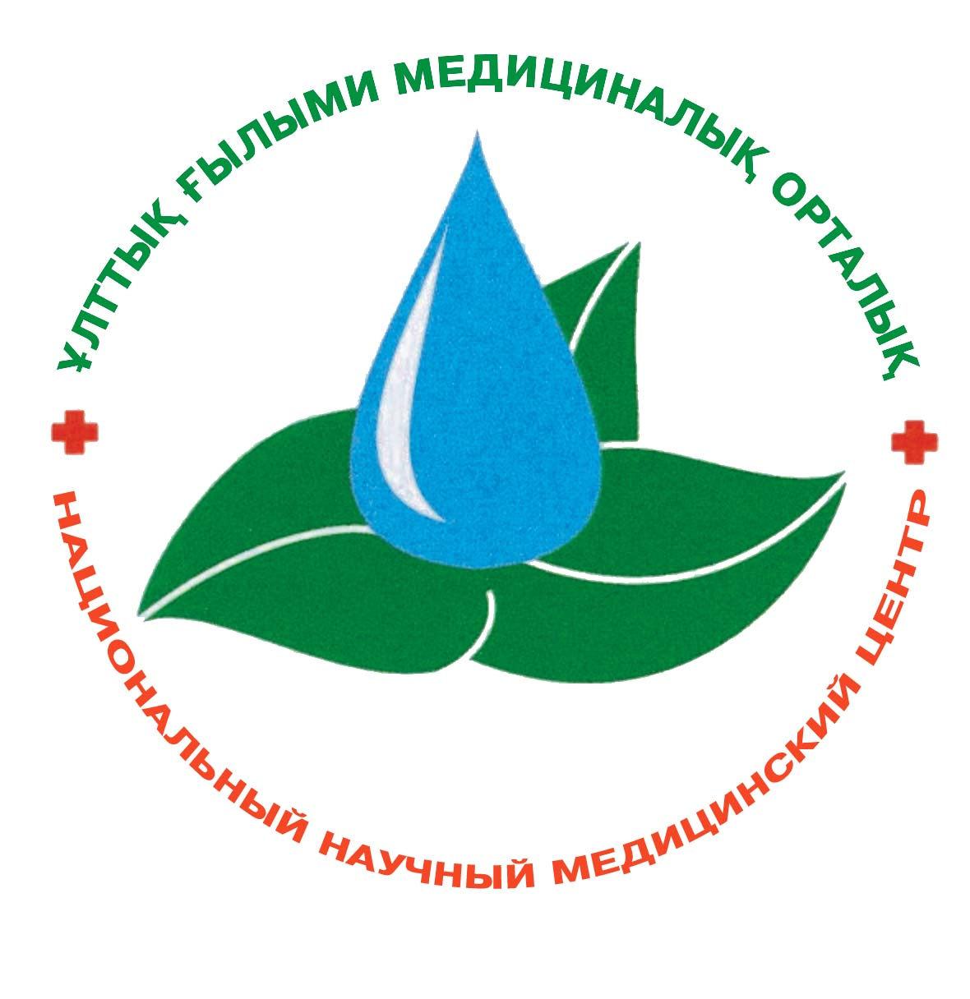 ҰЛТТЫҚ ҒЫЛЫМИ МЕДИЦИНАЛЫҚ ОРТАЛЫҚ
НАЦИОНАЛЬНЫЙ НАУЧНЫЙ МЕДИЦИНСКИЙ ЦЕНТР